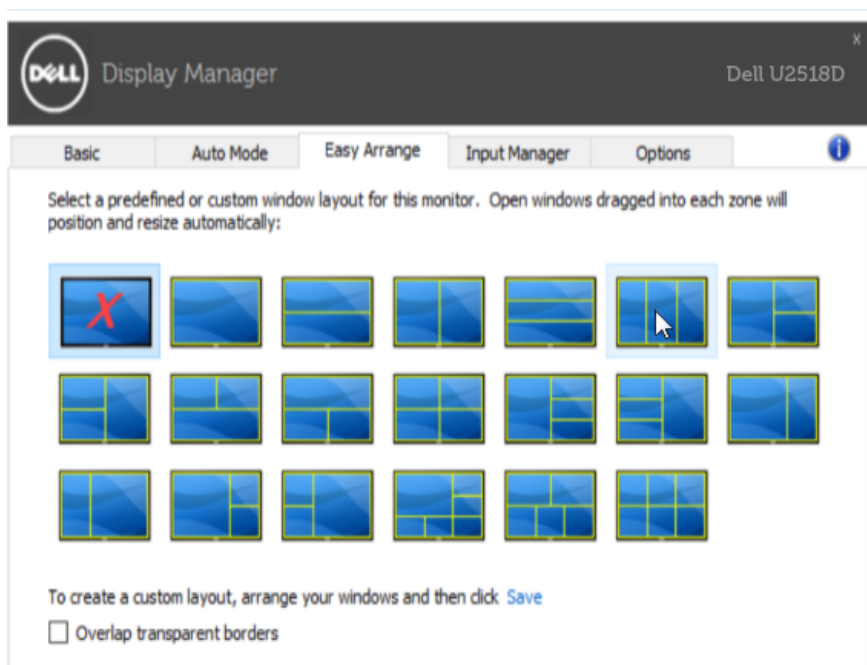 DELL Display Manager
x
Dell U2518D
Basic Auto Mode Easy Arrange Input Manager Options
Select a predefined or custom window layout for this monitor. Open windows dragged into each zone will
position and resize automatically:
X
To create a custom layout, arrange your windows and then click Save
Overlap transparent borders